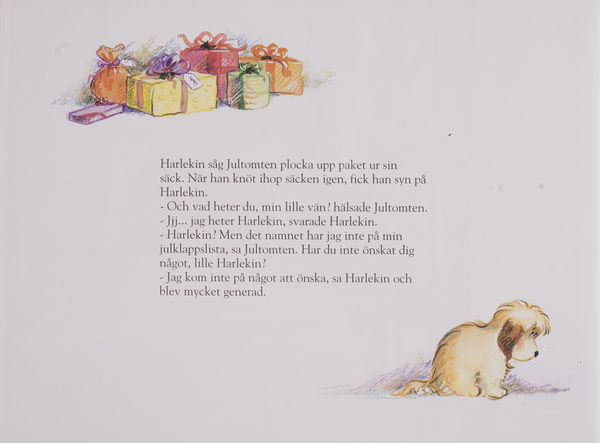 Harlekin såg Jultomten plocka upp paket ur sin
säck. När han knöt ihop säcken igen, fick han syn på
Harlekin.
- Och vad heter du, min lille vän? hälsade Jultomten.
- Jjj... jag heter Harlekin, svarade Harlekin.
- Harlekin? Men det namnet har jag inte på min
julklappslista, sa Jultomten. Har du inte önskat dig
något, lille Harlekin?
- Jag kom inte på något att önska, sa Harlekin och
blev mycket generad.